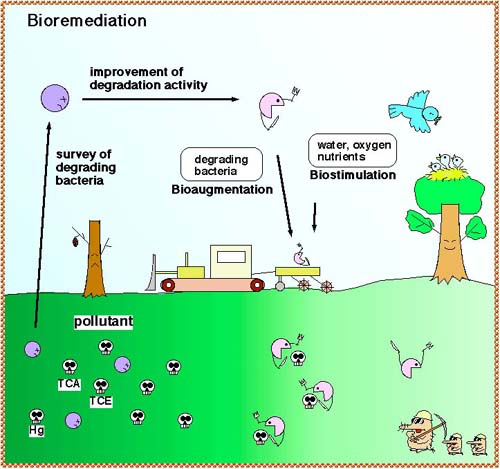 Bioremediation
improvement of
degradation activity
survey of
degrading
bacteria
degrading
bacteria
Bioaugmentation
water, oxygen
nutrients
Biostimulation
pollutant
TCA
TCE
Hg